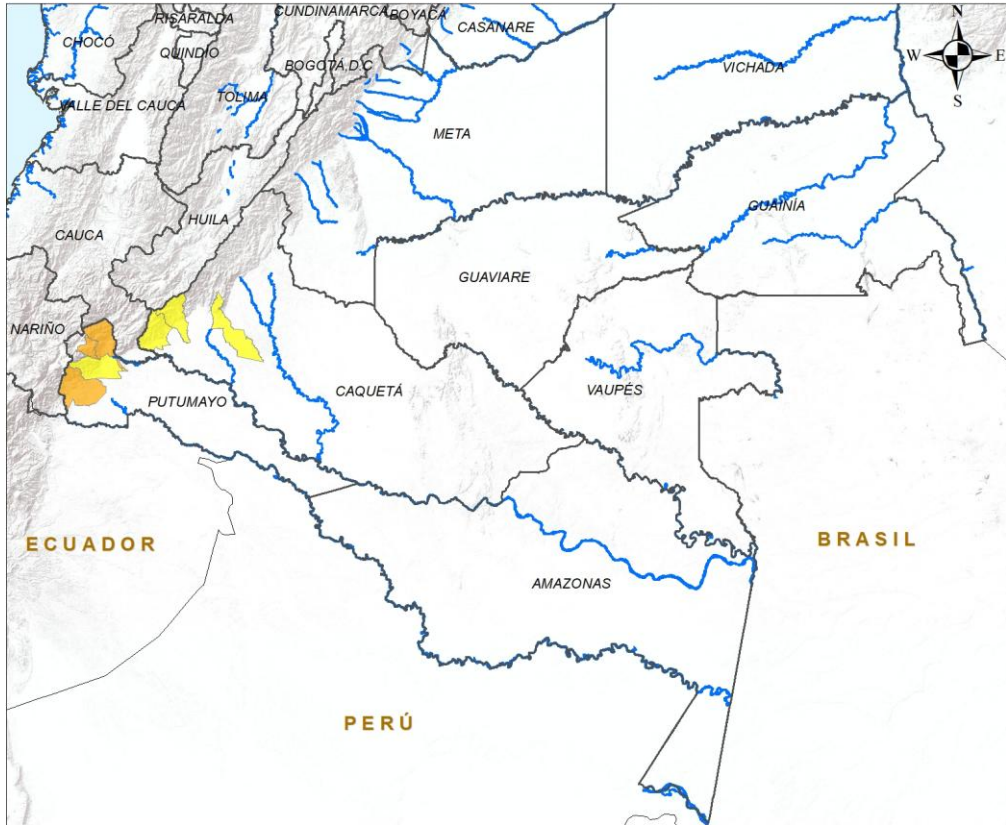 RISARALDA
CUNDINAMARCA
BOYACÁ
CASANARE
N
CHOCÓ
QUINDÍO
BOGOTÁ D.C
VICHADA
W
E
VALLE DEL CAUCA
TOLIMA
S
META
HUILA
GUAINÍA
CAUCA
GUAVIARE
NARIÑO
CAQUETÁ
VAUPÉS
PUTUMAYO
ECUADOR
BRASIL
AMAZONAS
PERÚ